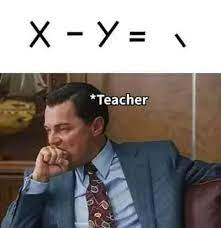 X - Y = \
*Teacher